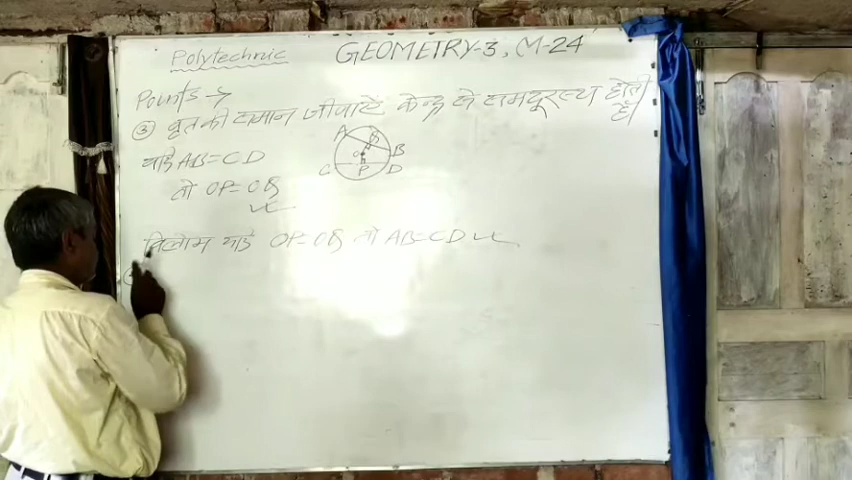 Polytechnic GEOMETRY-3, M-24
Points →
③ वृत की समान जीवाएँ केन्द्र से समदूरस्थ होती हैं।
यदि AB=CD
तो OP=OQ
A Q B
O
C P D
विलोम यदि OP=OQ तो AB=CD